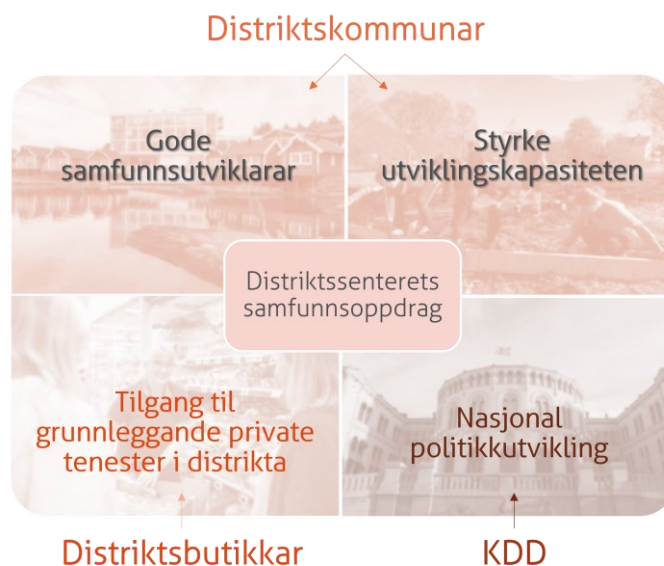 Distriktskommunar
Gode
samfunnsutviklarar
Styrke
utviklingskapasiteten
Distriktssenterets
samfunnsoppdrag
Tilgang til
grunnleggande private
tenester i distrikta
Nasjonal
politikkutvikling
Distriktsbutikkar
KDD